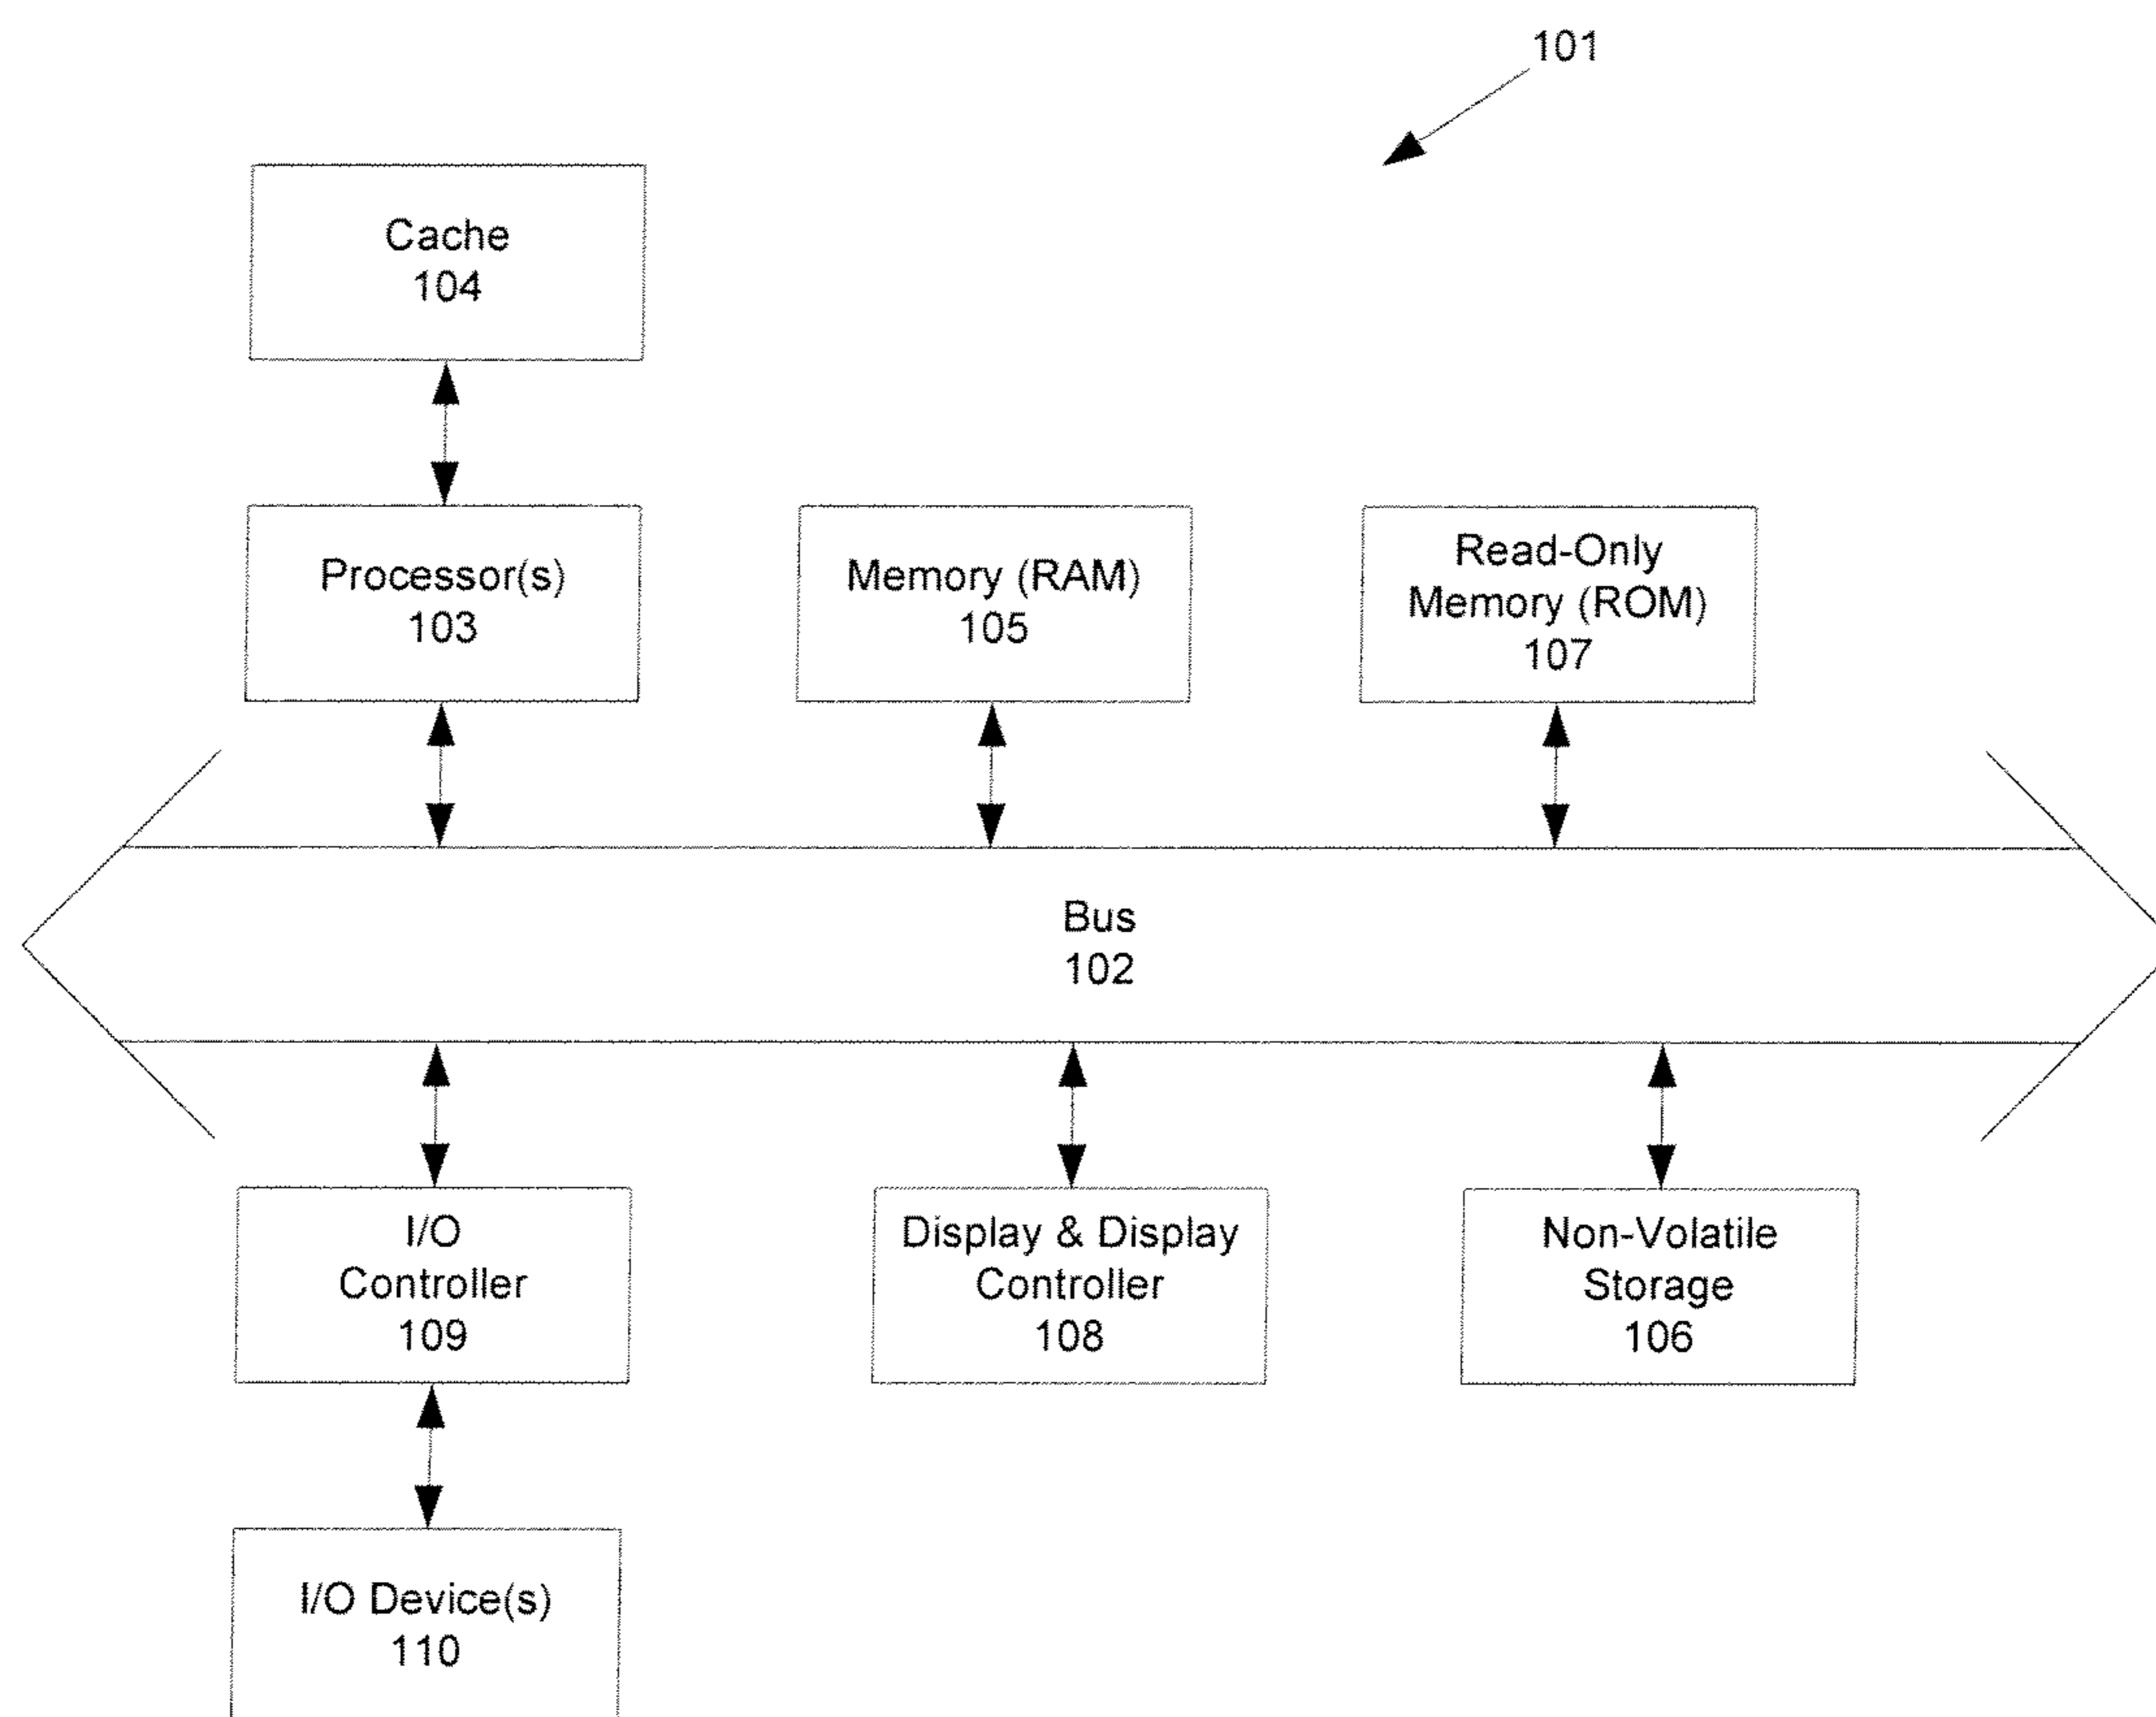 101
Cache
104
Processor(s)
103
Memory (RAM)
105
Read-Only
Memory (ROM)
107
Bus
102
I/O
Controller
109
Display & Display
Controller
108
Non-Volatile
Storage
106
I/O Device(s)
110